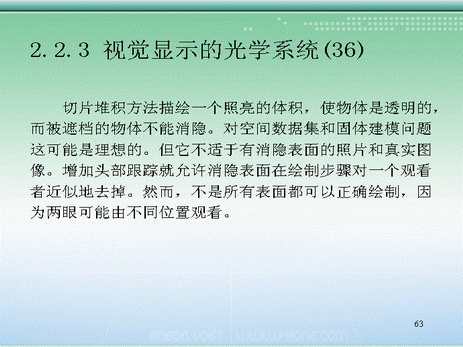 2.2.3 视觉显示的光学系统(36)
切片堆积方法描绘一个照亮的体积，使物体是透明的，
而被遮档的物体不能消隐。对空间数据集和固体建模问题
这可能是理想的。但它不适于有消隐表面的照片和真实图
像。增加头部跟踪就允许消隐表面在绘制步骤对一个观看
者近似地去掉。然而，不是所有表面都可以正确绘制，因
为两眼可能由不同位置观看。
63